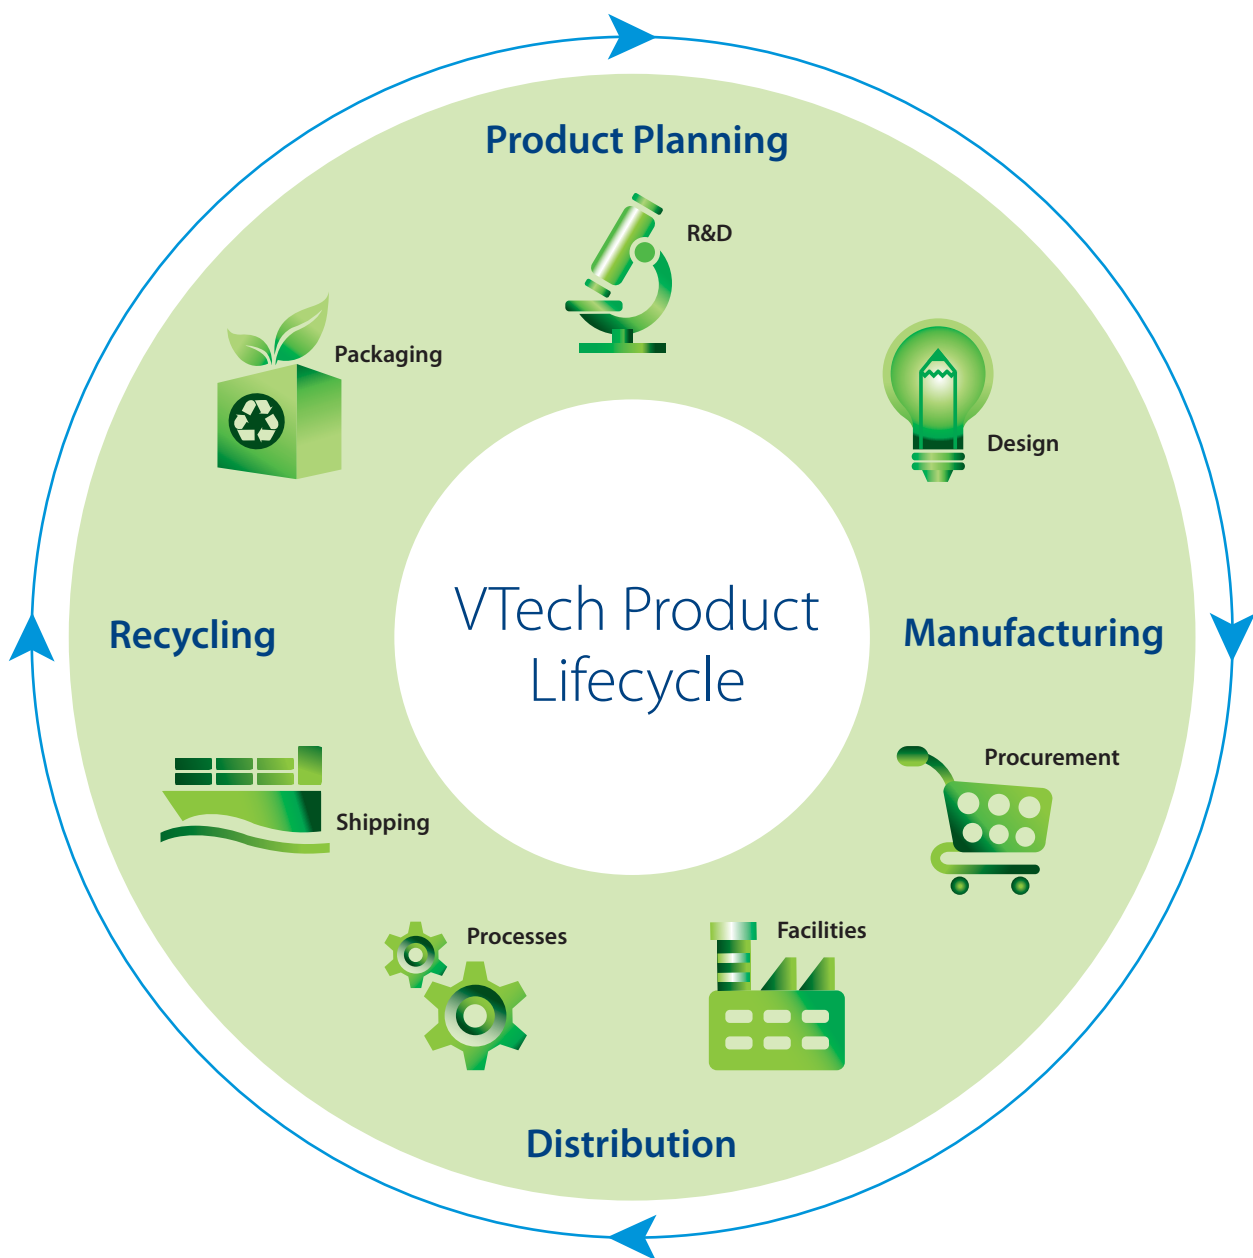 Product Planning
R&D
Packaging
Design
VTech Product
Lifecycle
Recycling
Manufacturing
Procurement
Shipping
Processes
Facilities
Distribution